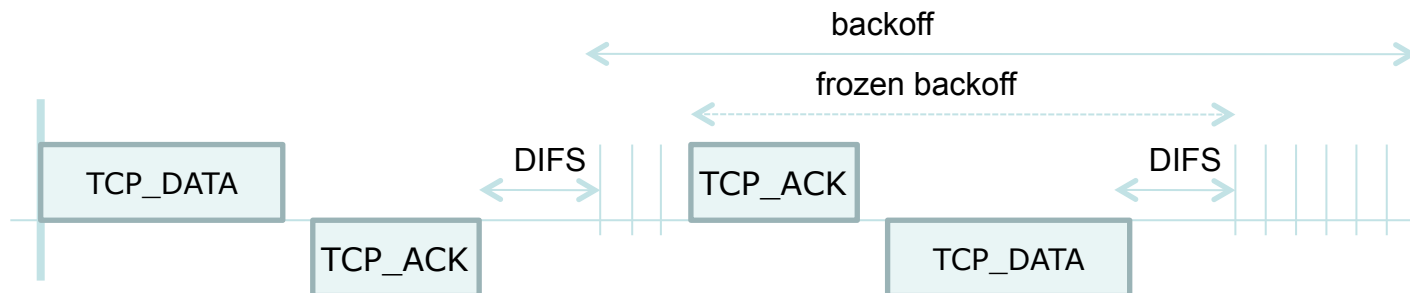 backoff
frozen backoff
DIFS
DIFS
TCP_DATA
TCP_ACK
TCP_ACK
TCP_DATA